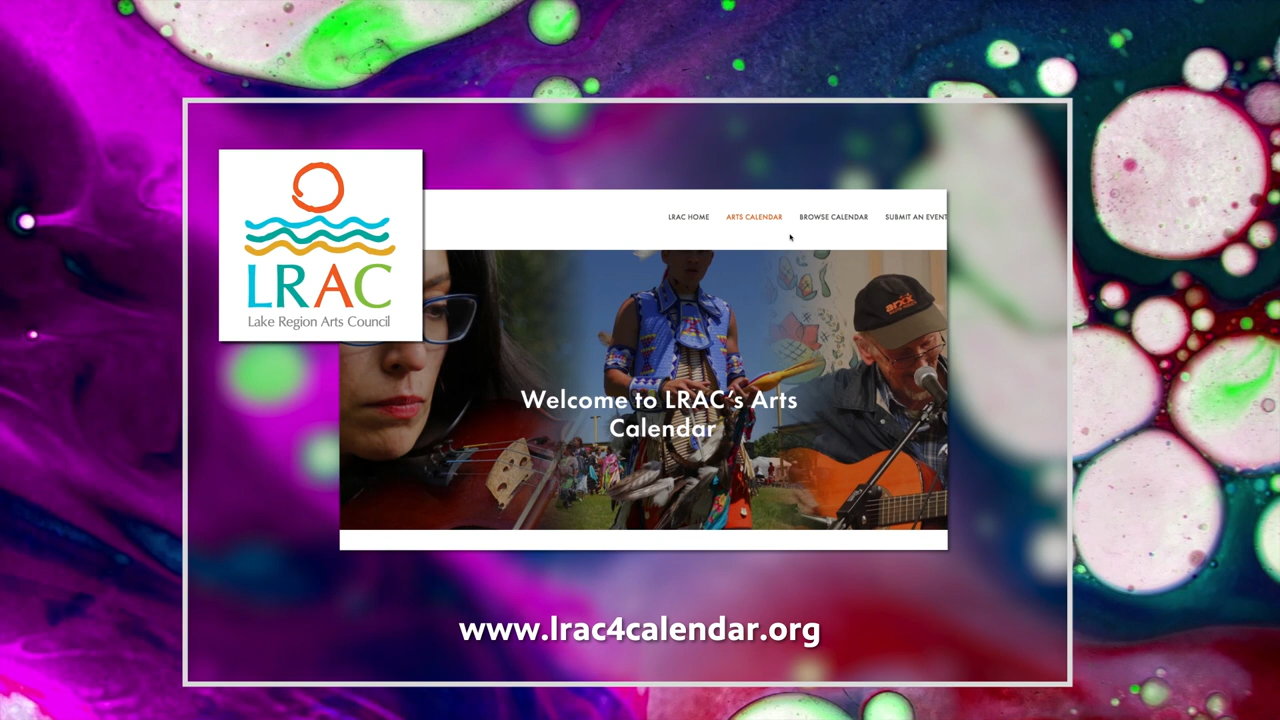 LRAC
Lake Region Arts Council
LRAC HOME ARTS CALENDAR BROWSE CALENDAR SUBMIT AN EVENT
arxx
Welcome to LRAC's Arts
Calendar
www.lrac4calendar.org